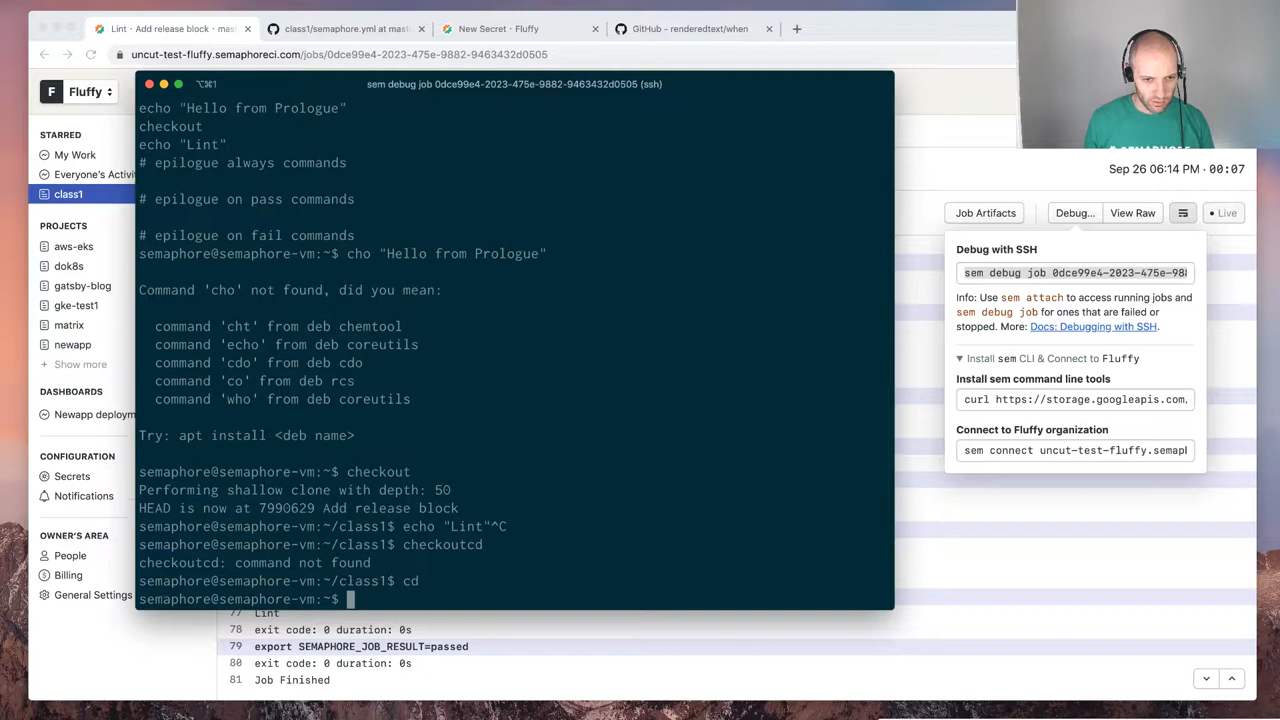 Lint · Add release block · mas
class1/semaphore.yml at maste
New Secret · Fluffy
GitHub - renderedtext/when
uncut-test-fluffy.semaphoreci.com/jobs/0dce99e4-2023-475e-9882-9463432d0505
F Fluffy
STARRED
My Work
Everyone's Activi
class1
PROJECTS
aws-eks
dok8s
gatsby-blog
gke-test1
matrix
newapp
+ Show more
DASHBOARDS
Newapp deploym
CONFIGURATION
Secrets
Notifications
OWNER'S AREA
People
Billing
General Settings
⌥⌘1
sem debug job 0dce99e4-2023-475e-9882-9463432d0505 (ssh)
echo "Hello from Prologue"
checkout
echo "Lint"
# epilogue always commands
# epilogue on pass commands
# epilogue on fail commands
semaphore@semaphore-vm:~$ cho "Hello from Prologue"
Command 'cho' not found, did you mean:
command 'cht' from deb chemtool
command 'echo' from deb coreutils
command 'cdo' from deb cdo
command 'co' from deb rcs
command 'who' from deb coreutils
Try: apt install <deb name>
semaphore@semaphore-vm:~$ checkout
Performing shallow clone with depth: 50
HEAD is now at 7990629 Add release block
semaphore@semaphore-vm:~/class1$ echo "Lint"^C
semaphore@semaphore-vm:~/class1$ checkoutcd
checkoutcd: command not found
semaphore@semaphore-vm:~/class1$ cd
semaphore@semaphore-vm:~$
77 Lint
78 exit code: 0 duration: 0s
79 export SEMAPHORE_JOB_RESULT=passed
80 exit code: 0 duration: 0s
81 Job Finished
Sep 26 06:14 PM · 00:07
Job Artifacts
Debug...
View Raw
Live
Debug with SSH
sem debug job 0dce99e4-2023-475e-988
Info: Use sem attach to access running jobs and
sem debug job for ones that are failed or
stopped. More: Docs: Debugging with SSH.
▼ Install sem CLI & Connect to Fluffy
Install sem command line tools
curl https://storage.googleapis.com,
Connect to Fluffy organization
sem connect uncut-test-fluffy.semap